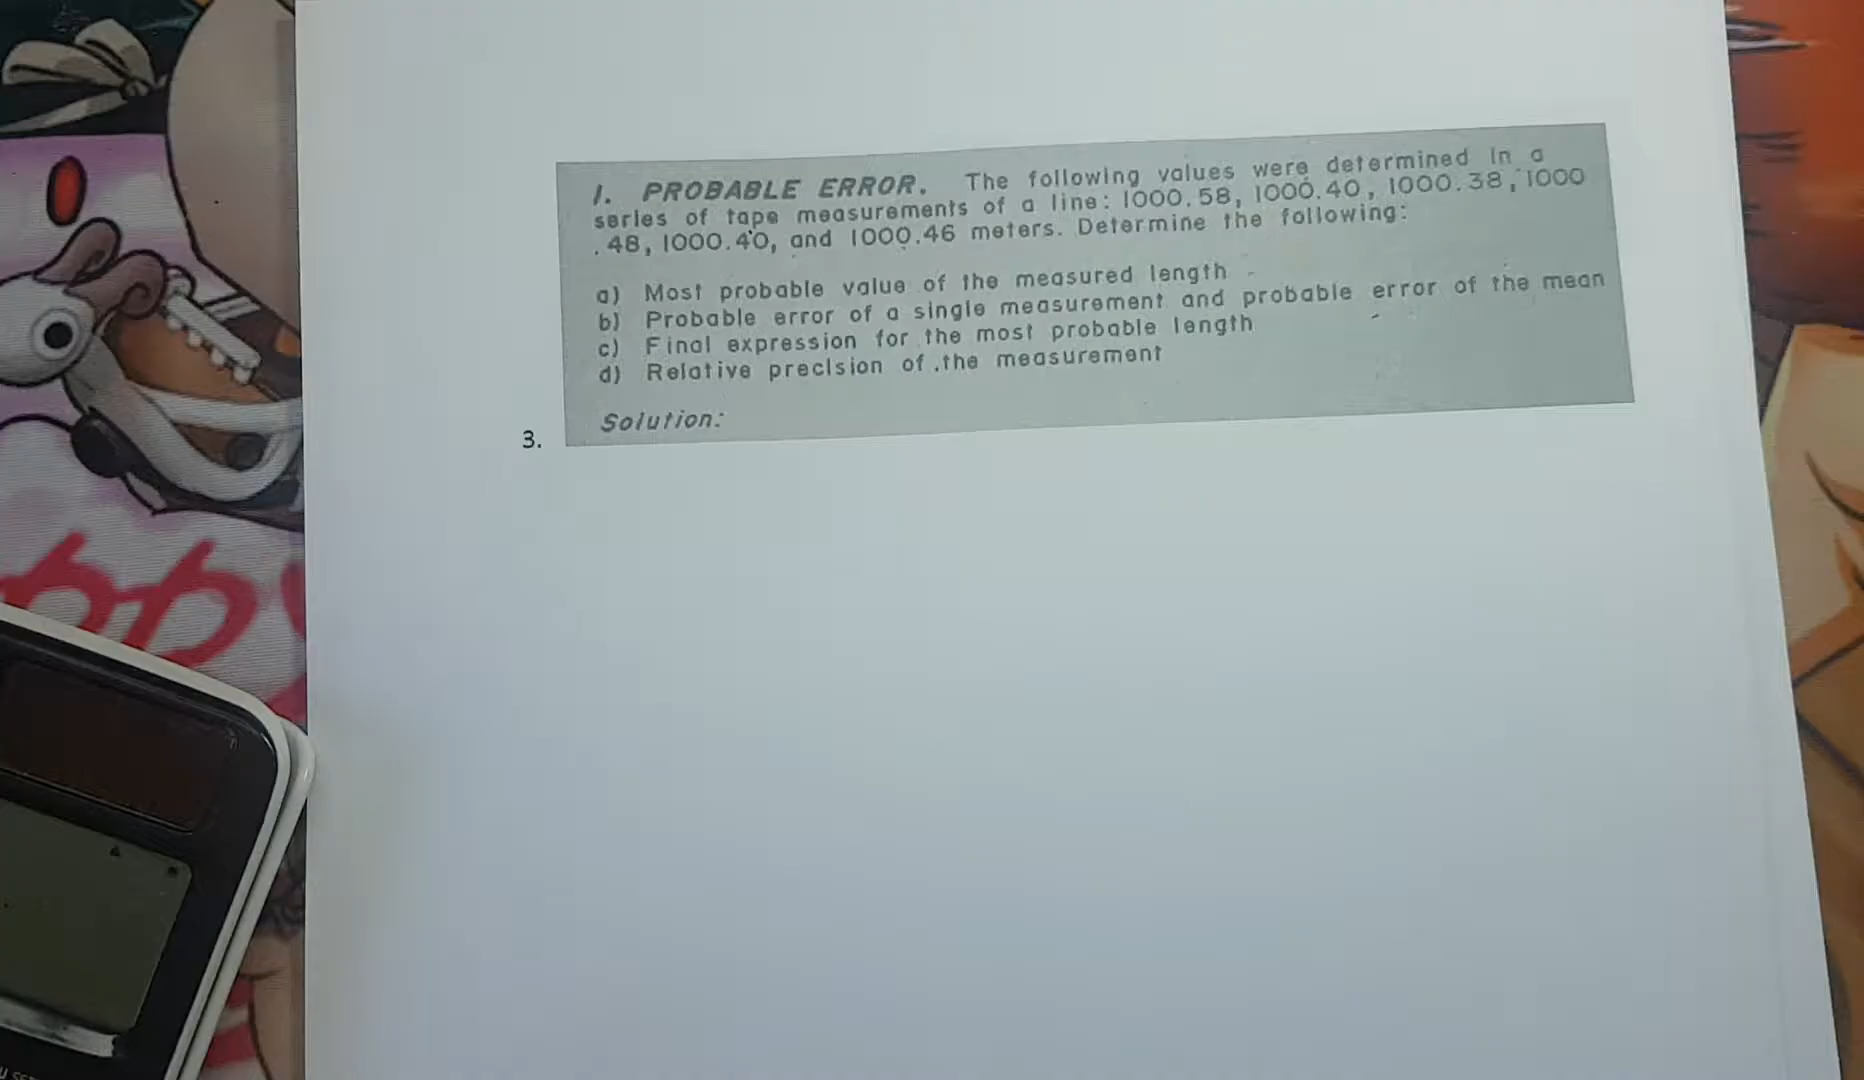 1. PROBABLE ERROR. The following values were determined in a
series of tape measurements of a line: 1000.58, 1000.40, 1000.38, 1000
.48, 1000.40, and 1000.46 meters. Determine the following:
a) Most probable value of the measured length
b) Probable error of a single measurement and probable error of the mean
c) Final expression for the most probable length
d) Relative precision of the measurement
Solution:
3.